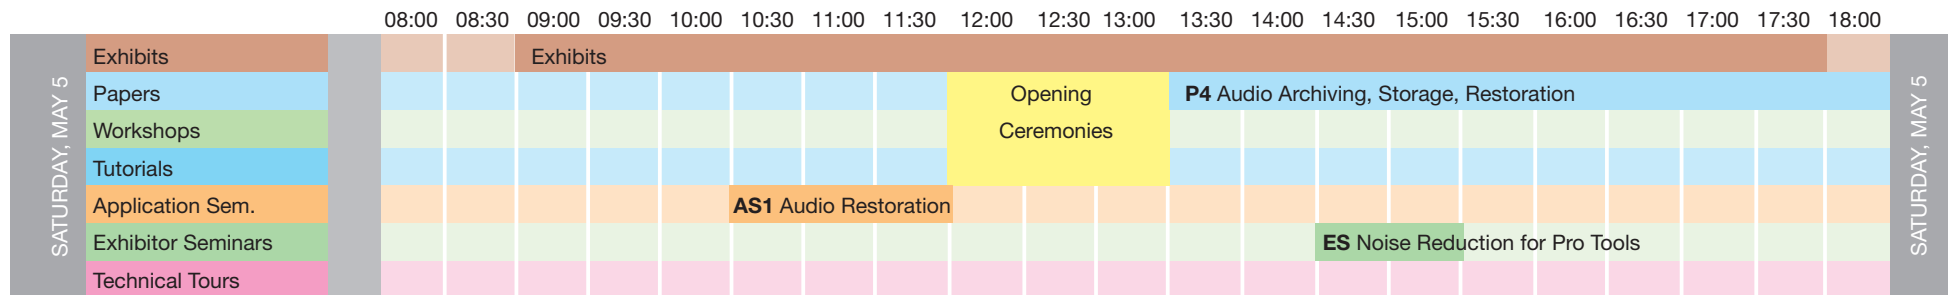 08:00 08:30 09:00 09:30 10:00 10:30 11:00 11:30 12:00 12:30 13:00 13:30 14:00 14:30 15:00 15:30 16:00 16:30 17:00 17:30 18:00
SATURDAY, MAY 5
Exhibits Exhibits
Papers Opening P4 Audio Archiving, Storage, Restoration
Workshops Ceremonies
Tutorials
Application Sem. AS1 Audio Restoration
Exhibitor Seminars ES Noise Reduction for Pro Tools
Technical Tours
SATURDAY, MAY 5